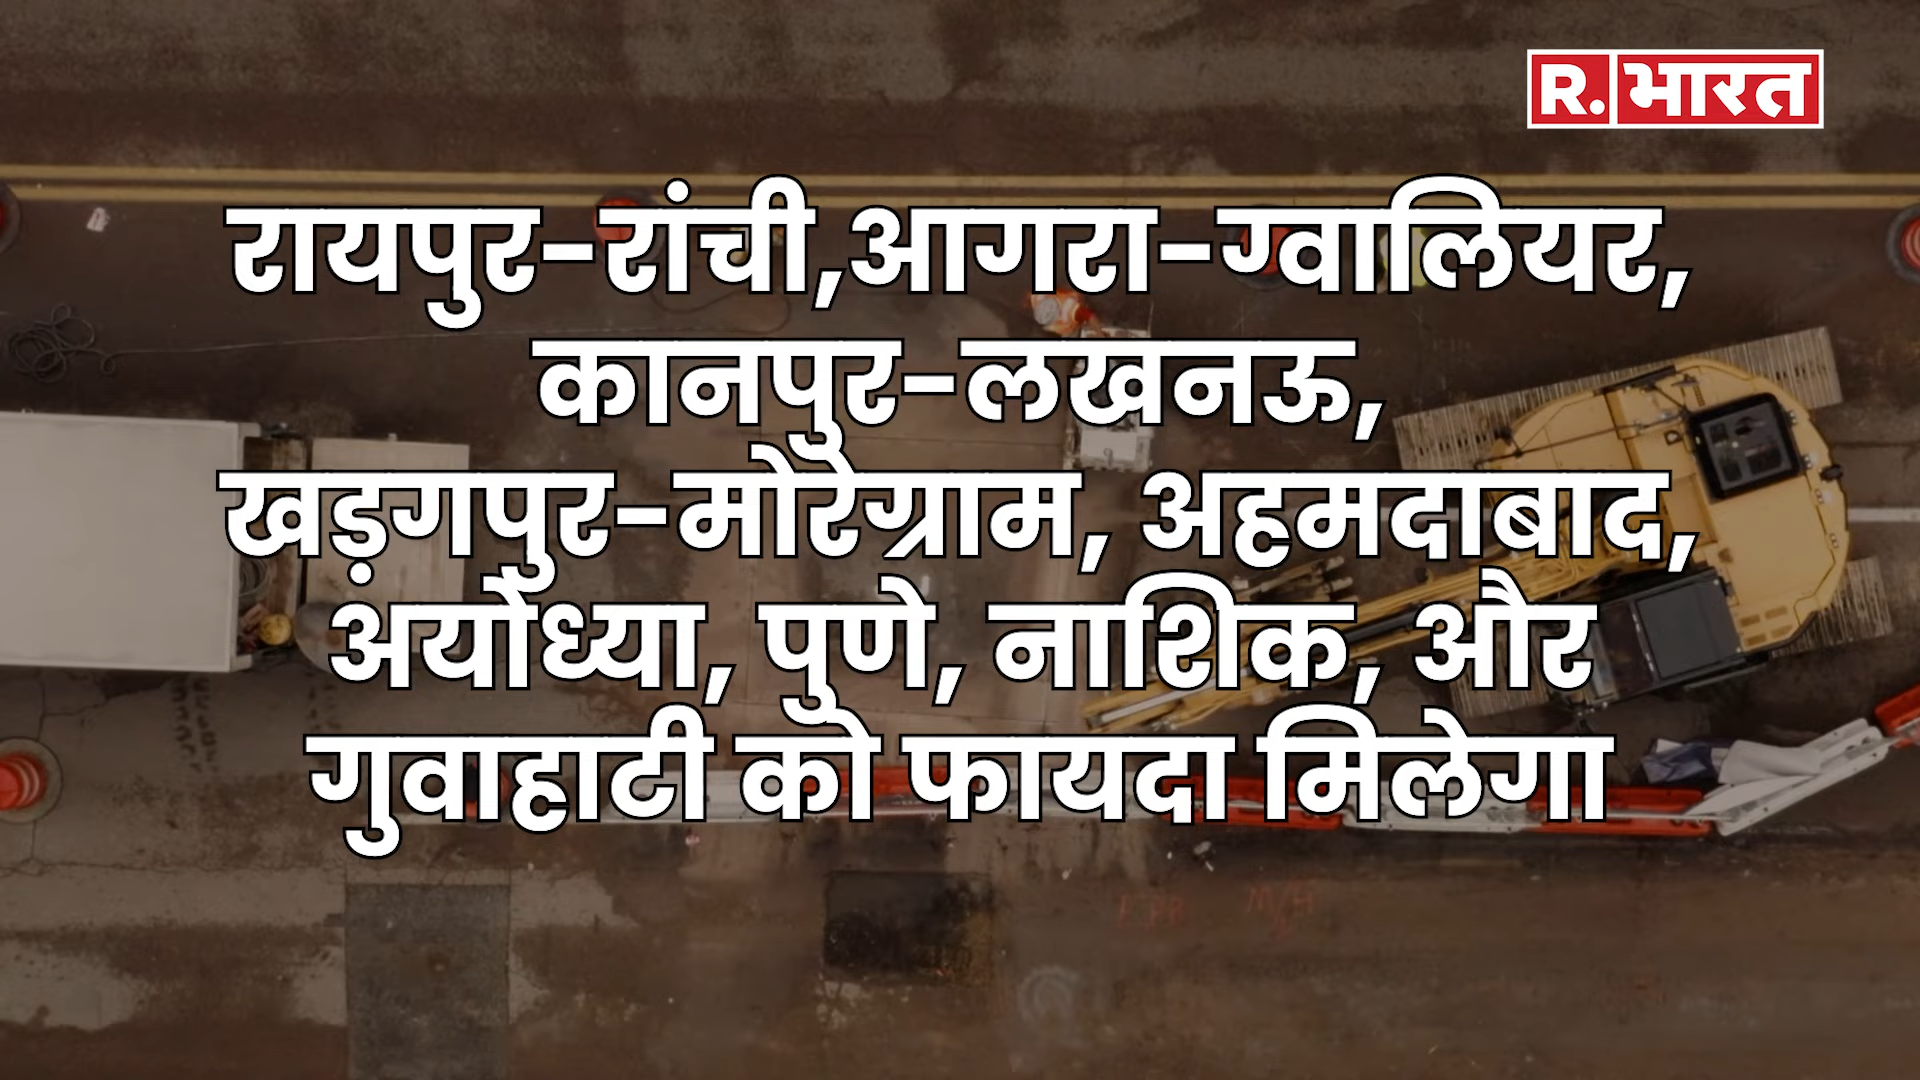 R.भारत
रायपुर-रांची,आगरा-ग्वालियर,
कानपुर-लखनऊ,
खड़गपुर-मोरेग्राम, अहमदाबाद,
अयोध्या, पुणे, नाशिक, और
गुवाहाटी को फायदा मिलेगा